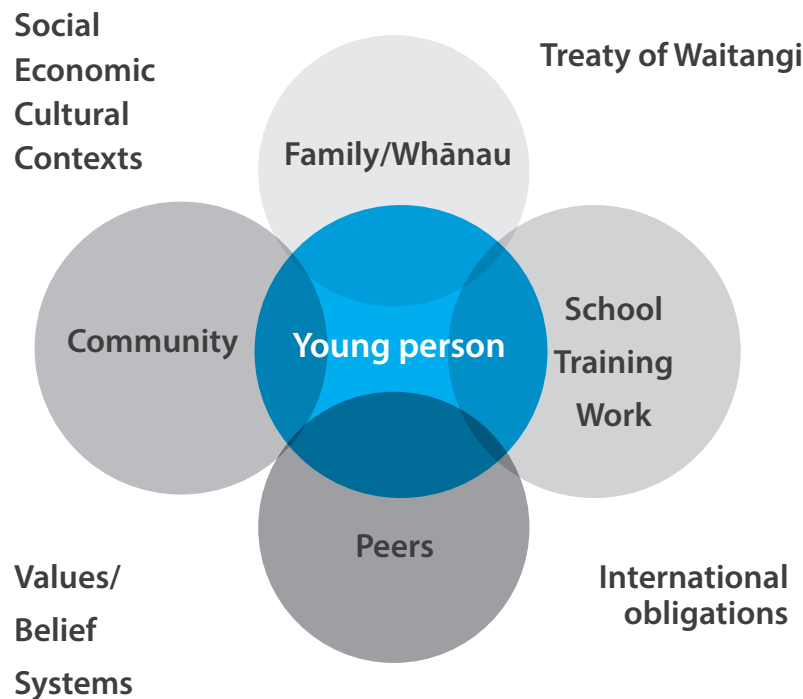 Social
Economic
Cultural
Contexts
Treaty of Waitangi
Family/Whānau
Community
Young person
School
Training
Work
Peers
Values/
Belief
Systems
International
obligations